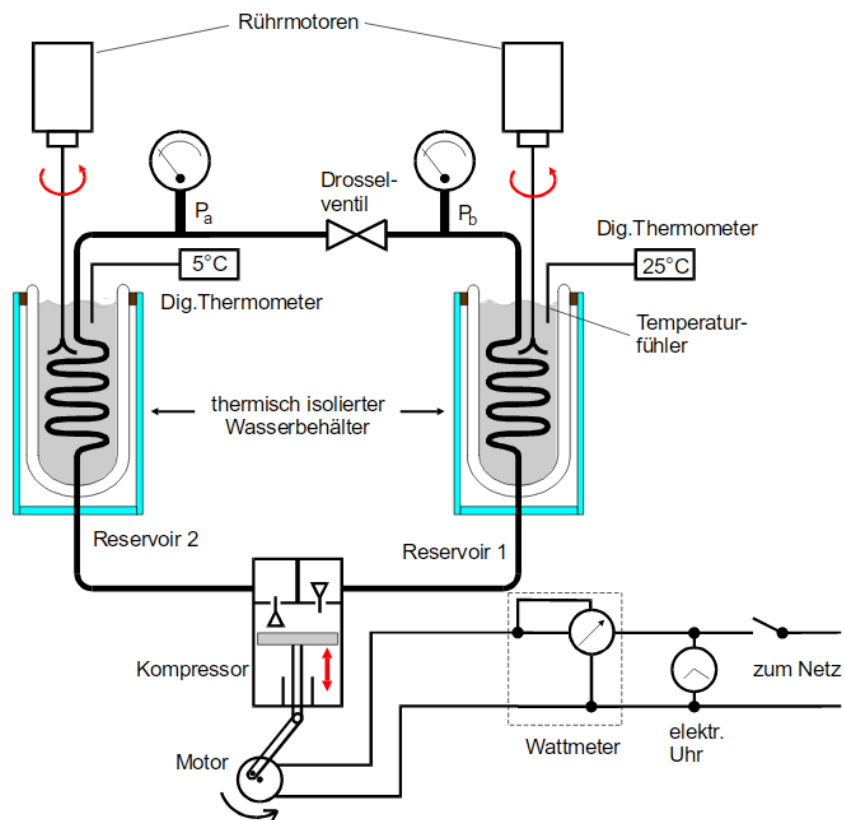 Rührmotoren
Drossel-
ventil
Pa
Pb
Dig.Thermometer
5°C
25°C
Dig.Thermometer
Temperatur-
fühler
thermisch isolierter
Wasserbehälter
Reservoir 2
Reservoir 1
Kompressor
zum Netz
Wattmeter
elektr.
Uhr
Motor